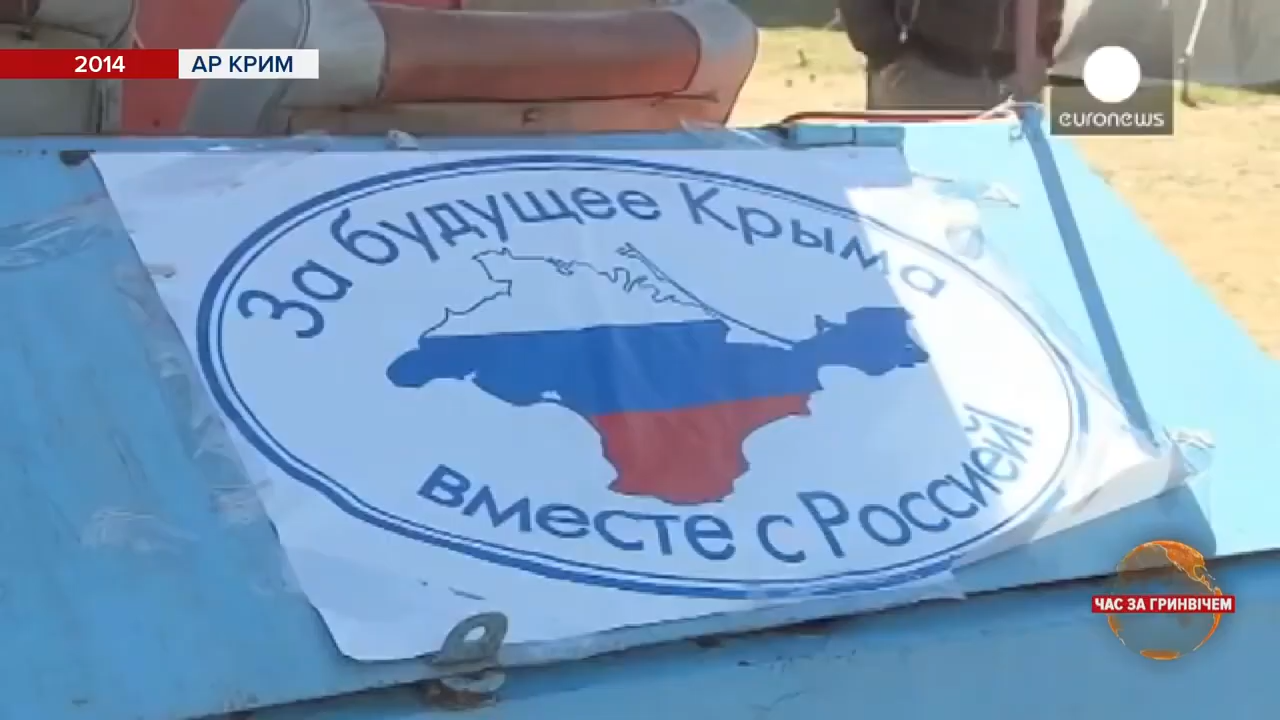 2014
АР КРИМ
euronews
За будущее Крыма
вместе с Россией!
ЧАС ЗА ГРИНВІЧЕМ